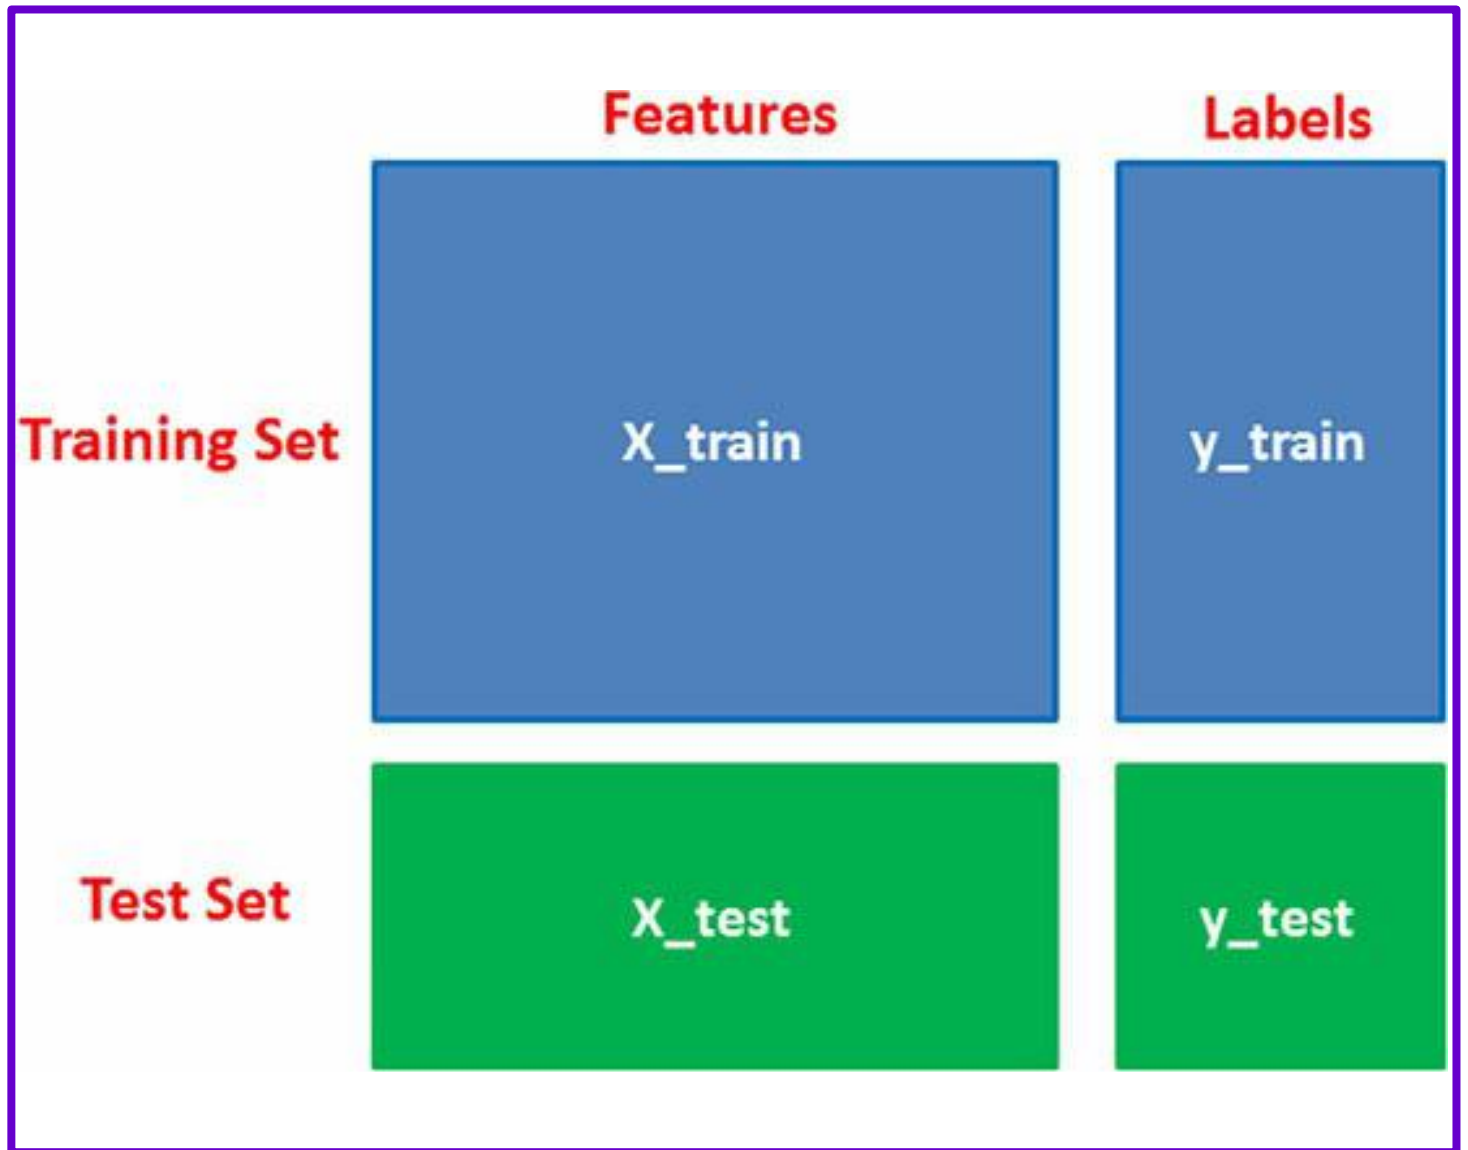 Features
Labels
Training Set
X_train
y_train
Test Set
X_test
y_test